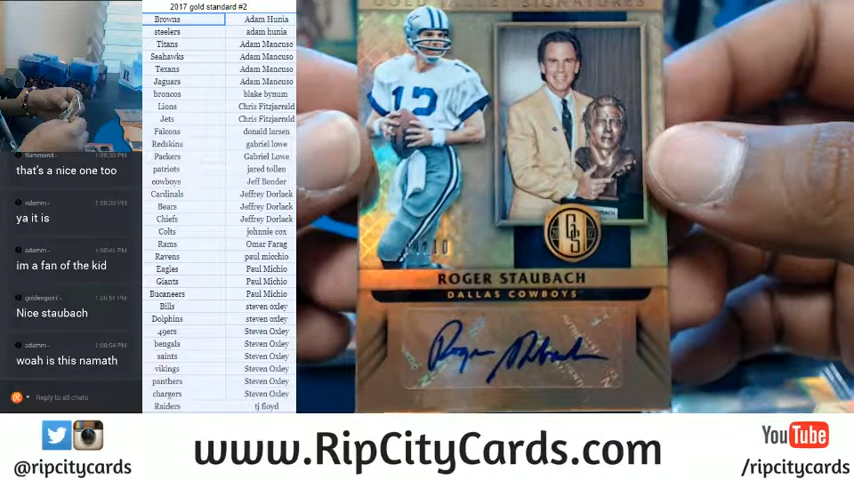 2017 gold standard #2
Browns Adam Hunia
steelers adam hunia
Titans Adam Mancuso
Seahawks Adam Mancuso
Texans Adam Mancuso
Jaguars Adam Mancuso
broncos blake bynum
Lions Chris Fitzjarrald
Jets Chris Fitzjarrald
Falcons donald larsen
Redskins gabriel lowe
Packers Gabriel Lowe
patriots jared tollen
cowboys Jeff Bender
Cardinals Jeffrey Dorlack
Bears Jeffrey Dorlack
Chiefs Jeffrey Dorlack
Colts johnnie cox
Rams Omar Farag
Ravens paul micchio
Eagles Paul Michio
Giants Paul Michio
Bucaneers Paul Michio
Bills steven oxley
Dolphins steven oxley
49ers Steven Oxley
bengals Steven Oxley
saints Steven Oxley
vikings Steven Oxley
panthers Steven Oxley
chargers Steven Oxley
Raiders tj floyd
that's a nice one too
ya it is
im a fan of the kid
Nice staubach
woah is this namath
Reply to all chats
12
GS
ROGER STAUBACH
DALLAS COWBOYS
Roger Staubach
@ripcitycards
www.RipCityCards.com
YouTube
/ripcitycards